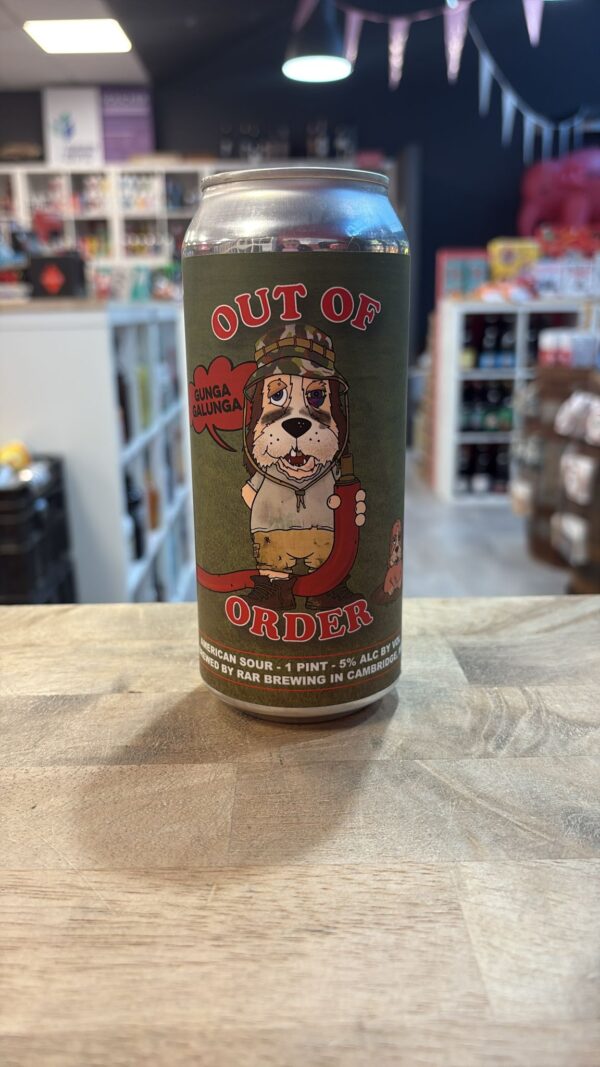 OUT OF
GUNGA
GALUNGA
ORDER
AMERICAN SOUR - 1 PINT - 5% ALC BY VOL
BREWED BY RAR BREWING IN CAMBRIDGE,